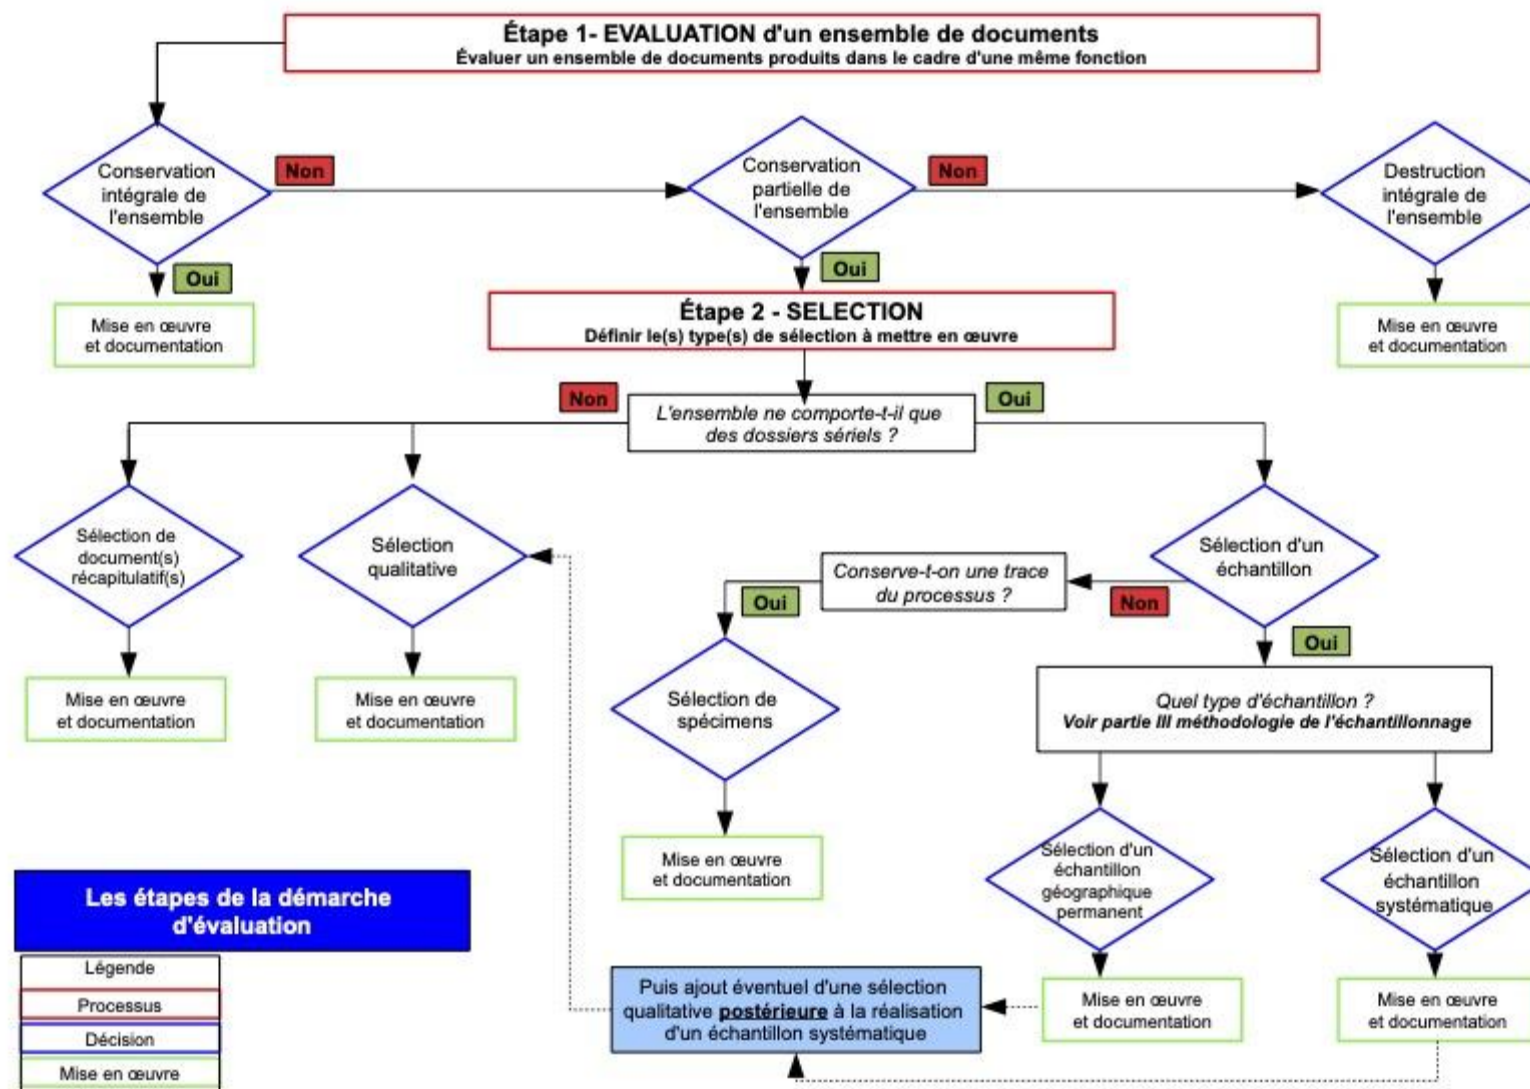 Étape 1- EVALUATION d'un ensemble de documents
Évaluer un ensemble de documents produits dans le cadre d'une même fonction
Conservation
intégrale de
l'ensemble
Non
Conservation
partielle de
l'ensemble
Non
Destruction
intégrale de
l'ensemble
Oui
Mise en œuvre
et documentation
Oui
Mise en œuvre
et documentation
Étape 2 - SELECTION
Définir le(s) type(s) de sélection à mettre en œuvre
Non
Oui
L'ensemble ne comporte-t-il que
des dossiers sériels ?
Sélection de
document(s)
récapitulatif(s)
Sélection
qualitative
Sélection d'un
échantillon
Conserve-t-on une trace
du processus ?
Oui
Non
Oui
Mise en œuvre
et documentation
Mise en œuvre
et documentation
Sélection de
spécimens
Quel type d'échantillon ?
Voir partie III méthodologie de l'échantillonnage
Mise en œuvre
et documentation
Sélection d'un
échantillon
géographique
permanent
Sélection d'un
échantillon
systématique
Les étapes de la démarche
d'évaluation
Légende
Processus
Décision
Mise en œuvre
Puis ajout éventuel d'une sélection
qualitative postérieure à la réalisation
d'un échantillon systématique
Mise en œuvre
et documentation
Mise en œuvre
et documentation